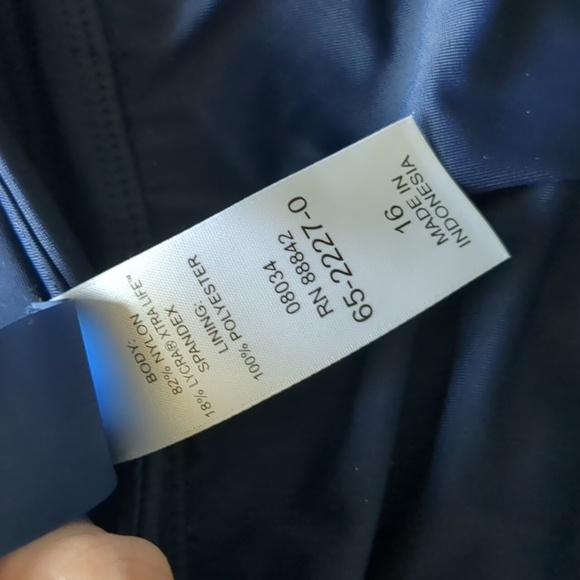 BODY:
82% NYLON
18% LYCRA® XTRA LIFE™
SPANDEX
LINING:
100% POLYESTER
08034
RN 88842
65-2227-0
16
MADE IN
INDONESIA